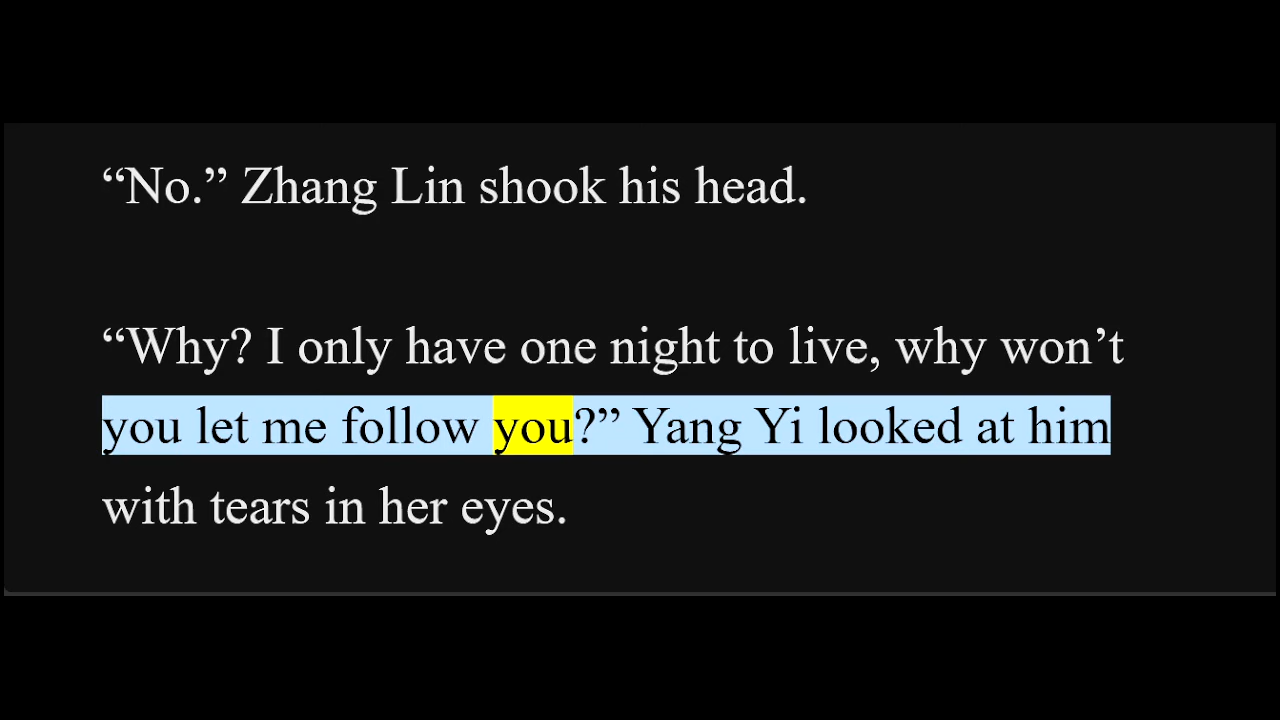 “No.” Zhang Lin shook his head.
“Why? I only have one night to live, why won’t
you let me follow you?” Yang Yi looked at him
with tears in her eyes.